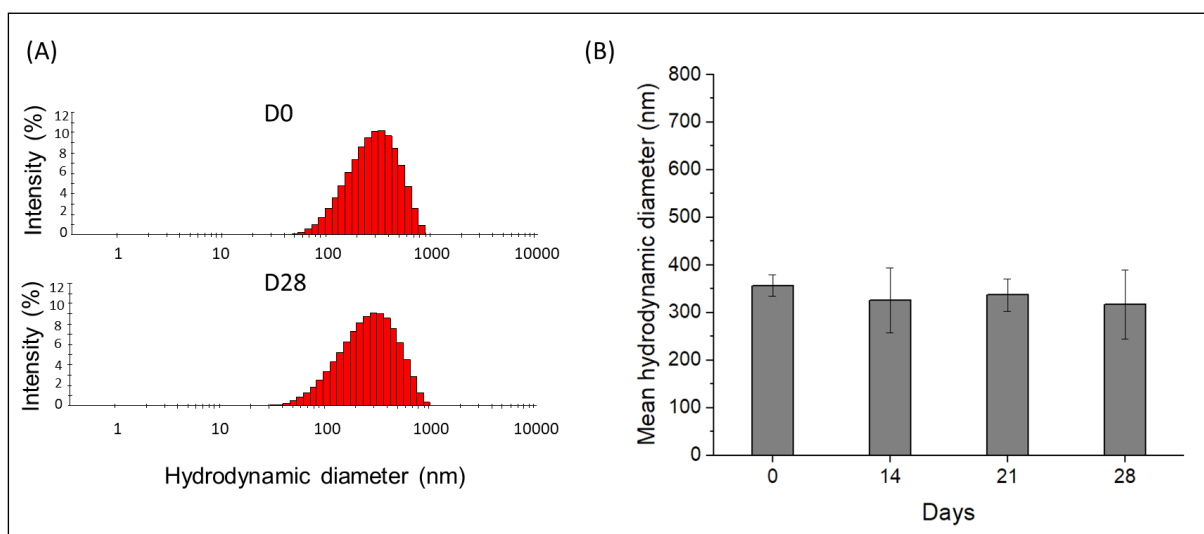 (A)
D0
Intensity (%)
12
10
8
6
4
2
0
1 10 100 1000 10000
D28
Intensity (%)
12
10
8
6
4
2
0
1 10 100 1000 10000
Hydrodynamic diameter (nm)
(B)
Mean hydrodynamic diameter (nm)
800
700
600
500
400
300
200
100
0
0 14 21 28
Days